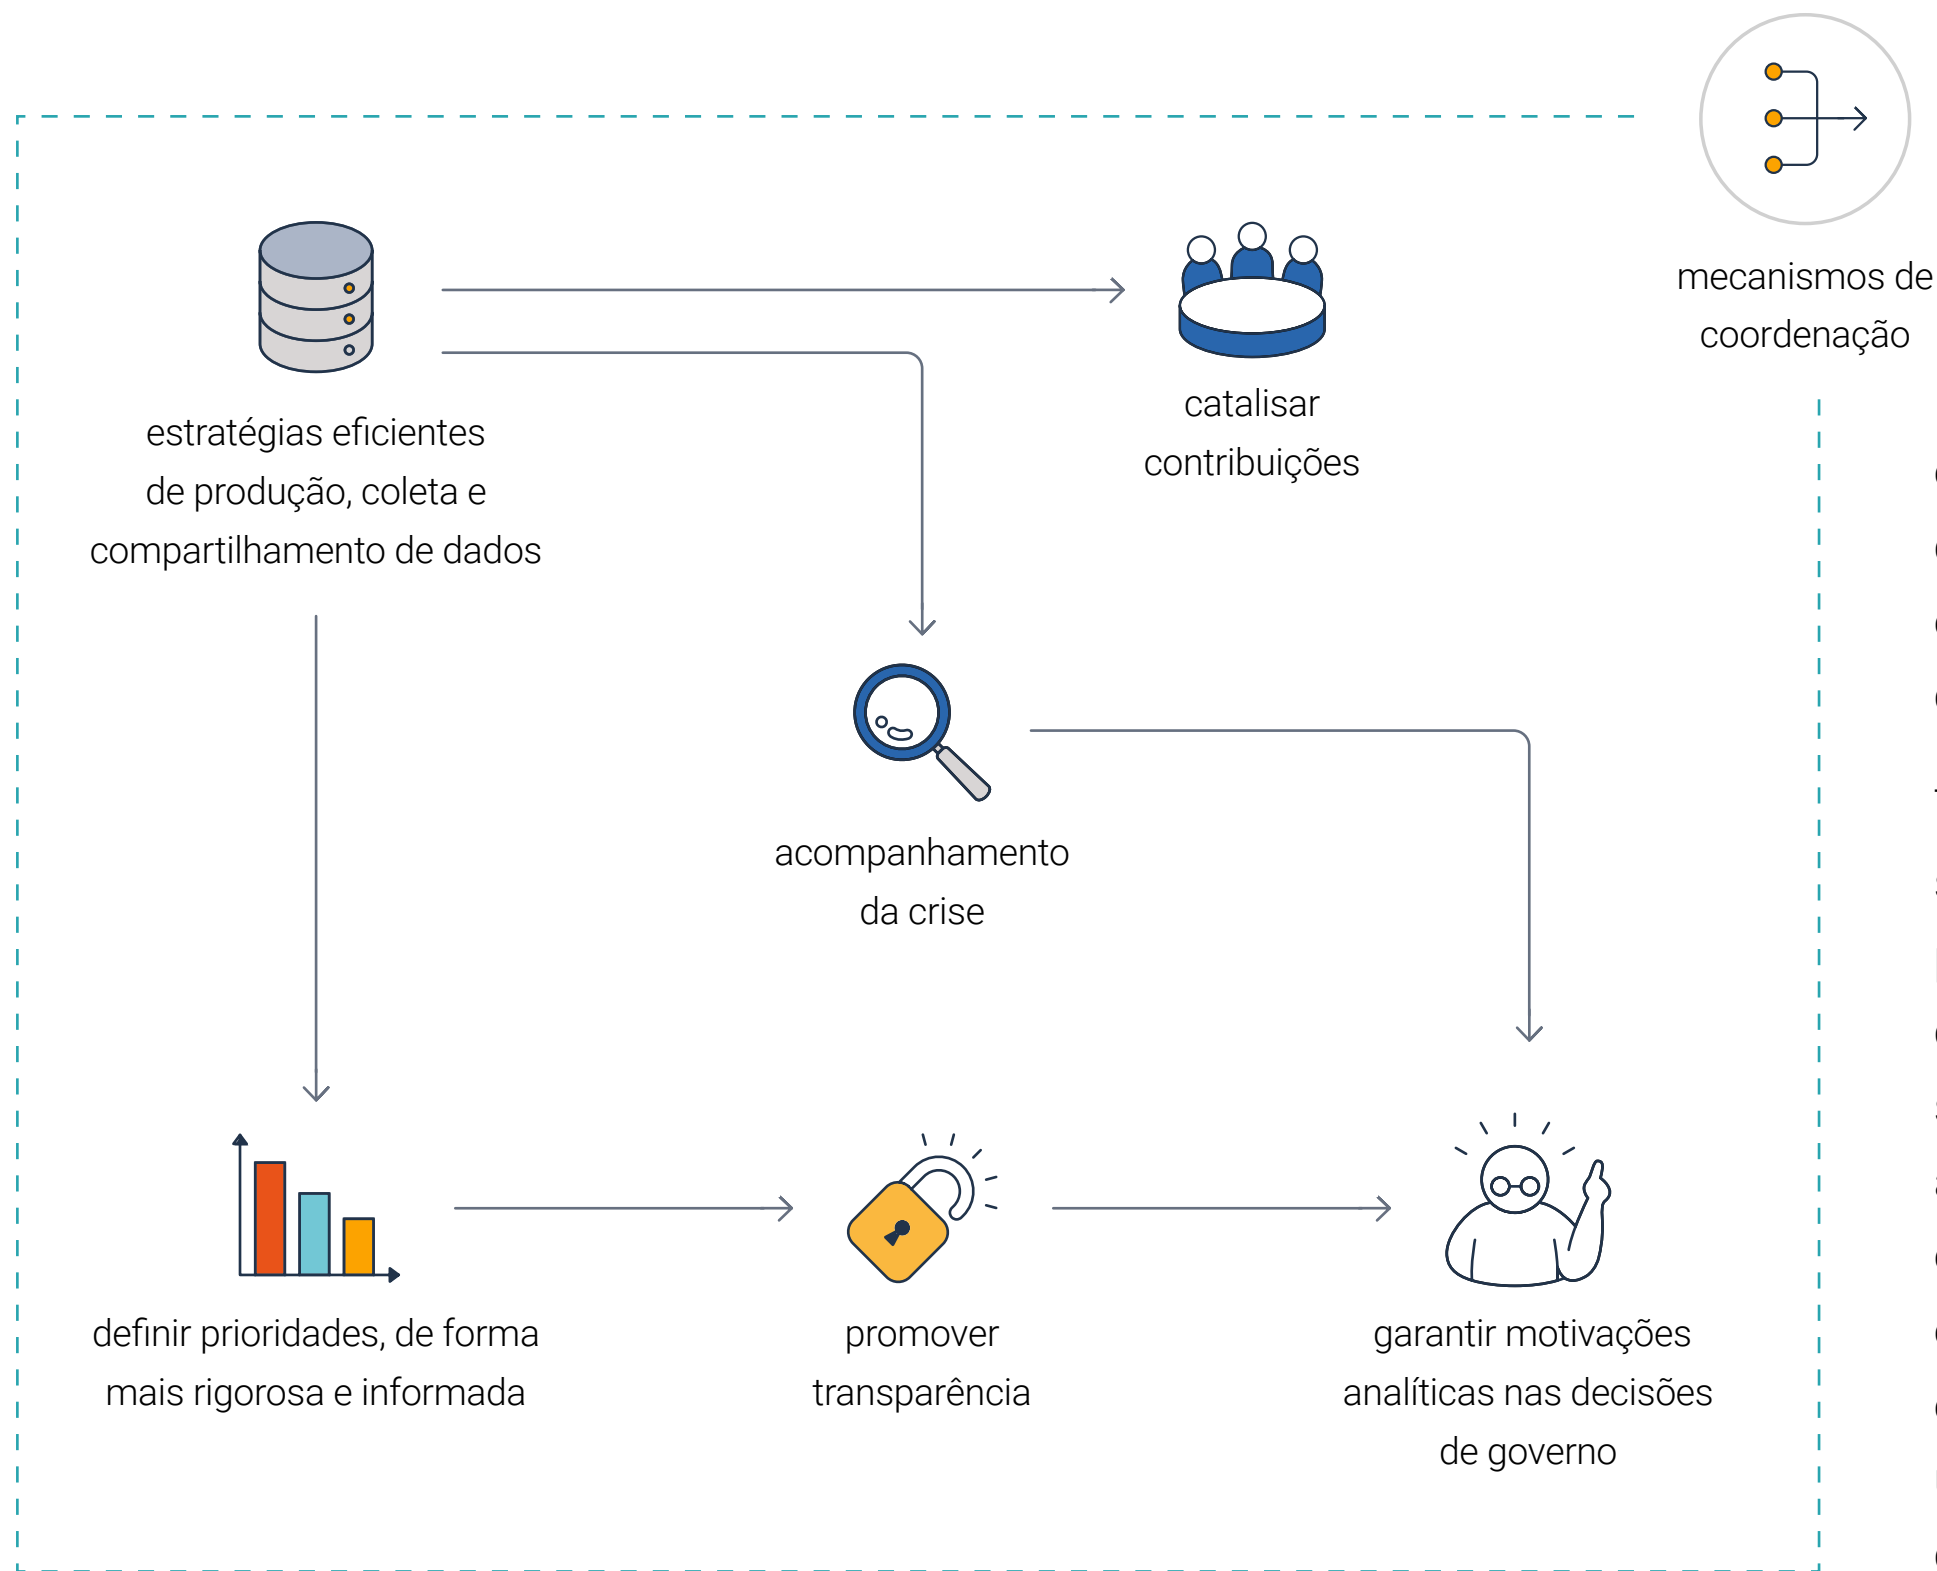 mecanismos de
coordenação
estratégias eficientes
de produção, coleta e
compartilhamento de dados
catalisar
contribuições
acompanhamento
da crise
definir prioridades, de forma
mais rigorosa e informada
promover
transparência
garantir motivações
analíticas nas decisões
de governo